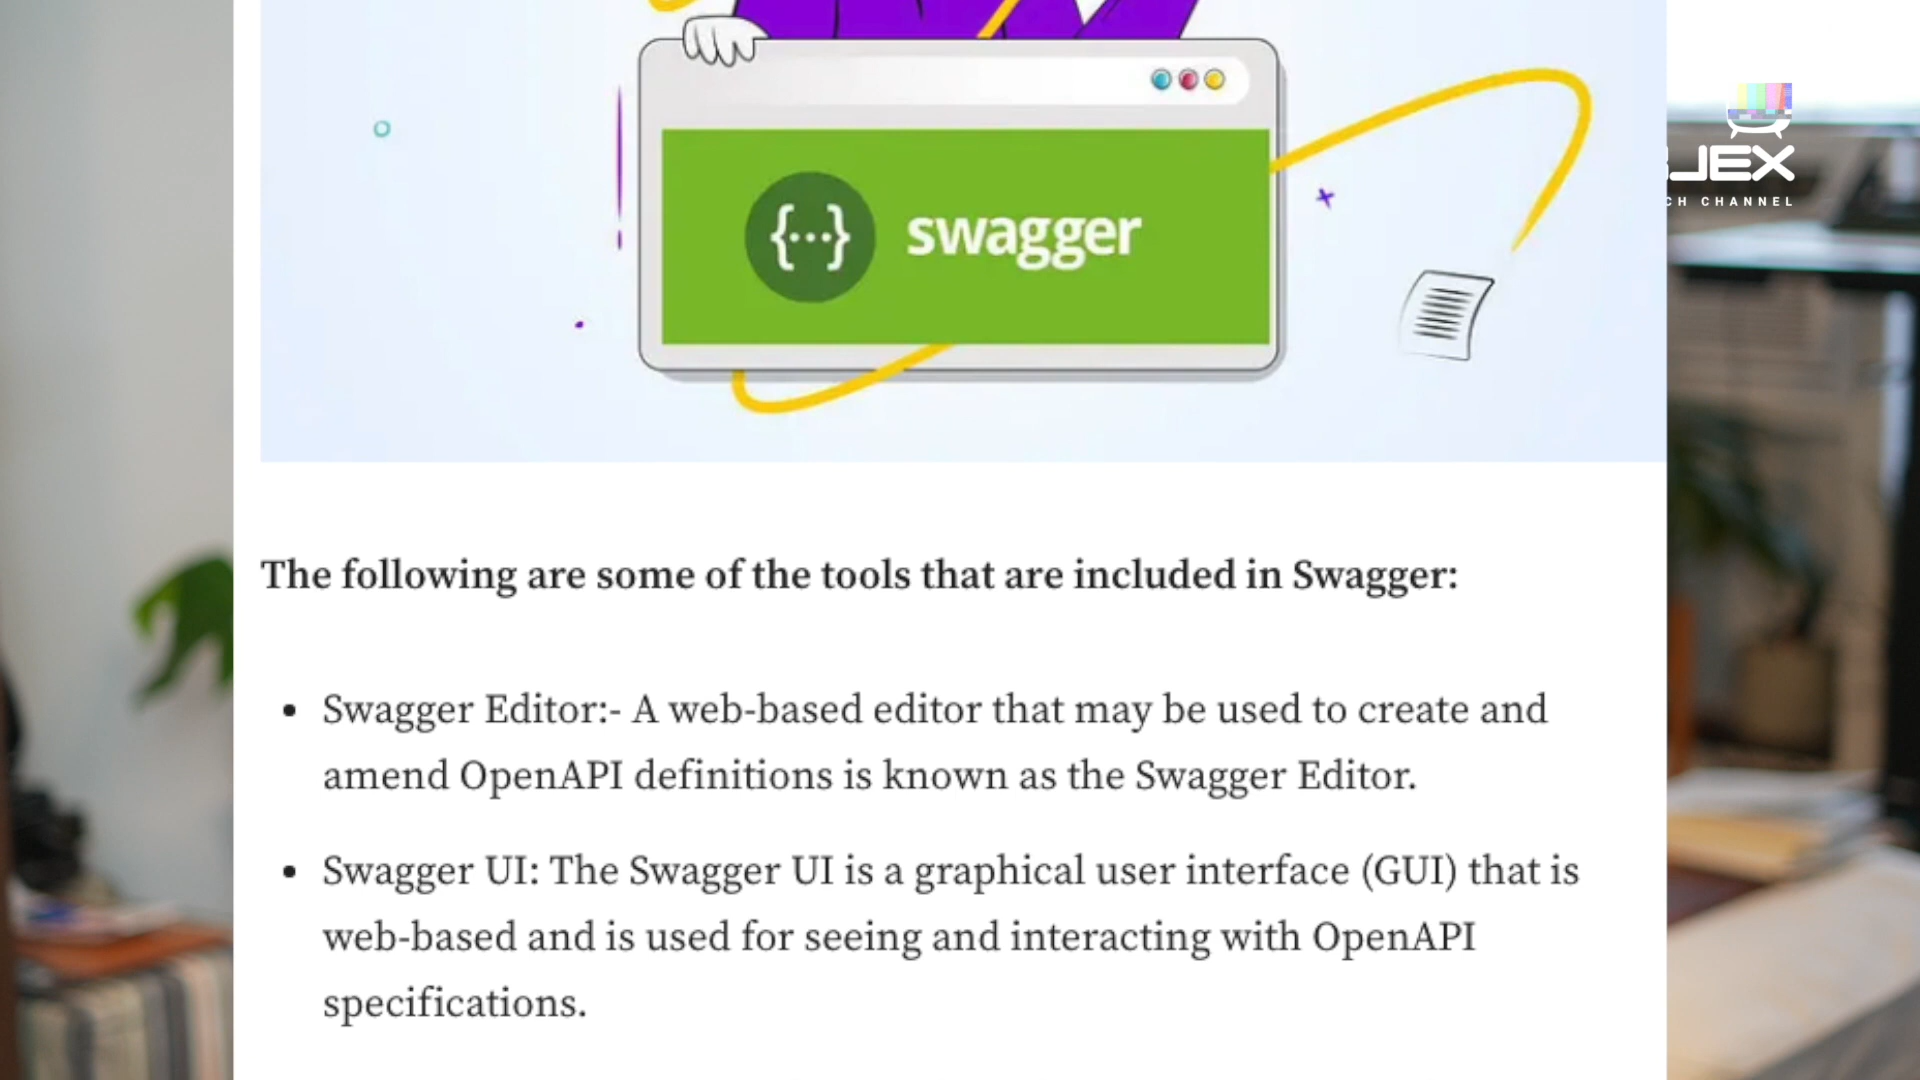 {···} swagger
JEX
CH CHANNEL
The following are some of the tools that are included in Swagger:
• Swagger Editor:- A web-based editor that may be used to create and
amend OpenAPI definitions is known as the Swagger Editor.
• Swagger UI: The Swagger UI is a graphical user interface (GUI) that is
web-based and is used for seeing and interacting with OpenAPI
specifications.